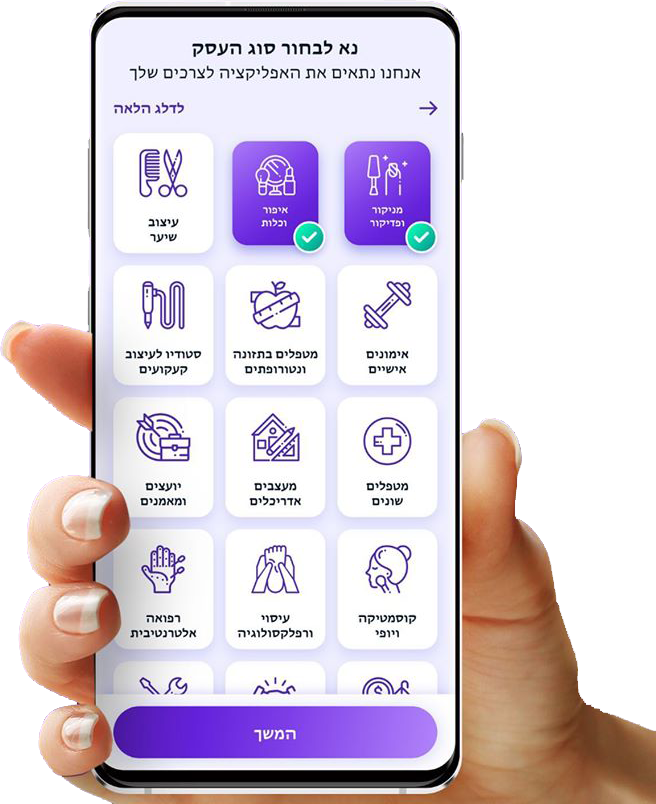 נא לבחור סוג העסק
אנחנו נתאים את האפליקציה לצרכים שלך
לדלג הלאה
מניקור
ופדיקור
איפור
וכלות
עיצוב
שיער
אימונים
אישיים
מטפלים בתזונה
ונטורופתים
סטודיו לעיצוב
קעקועים
מטפלים
שונים
מעצבים
אדריכלים
יועצים
ומאמנים
קוסמטיקה
ויופי
עיסוי
ורפלקסולוגיה
רפואה
אלטרנטיבית
המשך